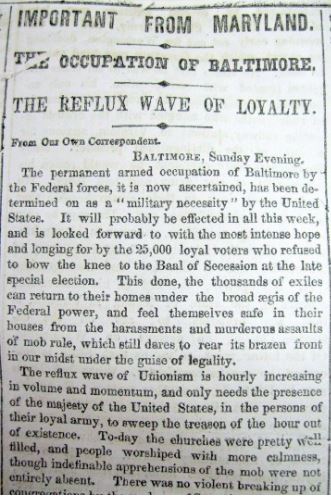 IMPORTANT FROM MARYLAND.
THE OCCUPATION OF BALTIMORE.
THE REFLUX WAVE OF LOYALTY.
From Our Own Correspondent.
BALTIMORE, Sunday Evening.
The permanent armed occupation of Baltimore by
the Federal forces, it is now ascertained, has been de-
termined on as a "military necessity" by the United
States. It will probably be effected in all this week,
and is looked forward to with the most intense hope
and longing for by the 25,000 loyal voters who refused
to bow the knee to the Baal of Secession at the late
special election. This done, the thousands of exiles
can return to their homes under the broad ægis of the
Federal power, and feel themselves safe in their
houses from the harassments and murderous assaults
of mob rule, which still dares to rear its brazen front
in our midst under the guise of legality.
The reflux wave of Unionism is hourly increasing
in volume and momentum, and only needs the presence
of the majesty of the United States, in the persons of
their loyal army, to sweep the treason of the hour out
of existence. To-day the churches were pretty well
filled, and people worshiped with more calmness,
though indefinable apprehensions of the mob were not
entirely absent. There was no violent breaking up of